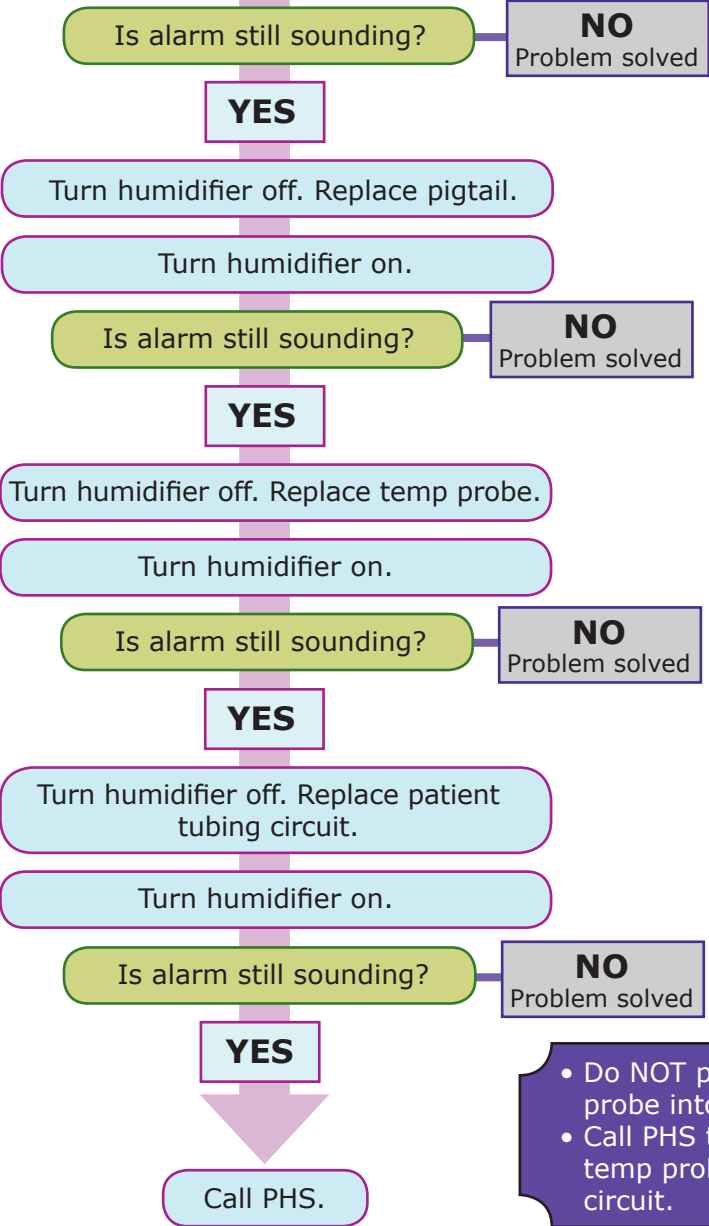 Is alarm still sounding?
NO
Problem solved
YES
Turn humidifier off. Replace pigtail.
Turn humidifier on.
Is alarm still sounding?
NO
Problem solved
YES
Turn humidifier off. Replace temp probe.
Turn humidifier on.
Is alarm still sounding?
NO
Problem solved
YES
Turn humidifier off. Replace patient
tubing circuit.
Turn humidifier on.
Is alarm still sounding?
NO
Problem solved
YES
Call PHS.
• Do NOT
probe into
• Call PHS
temp
circuit.